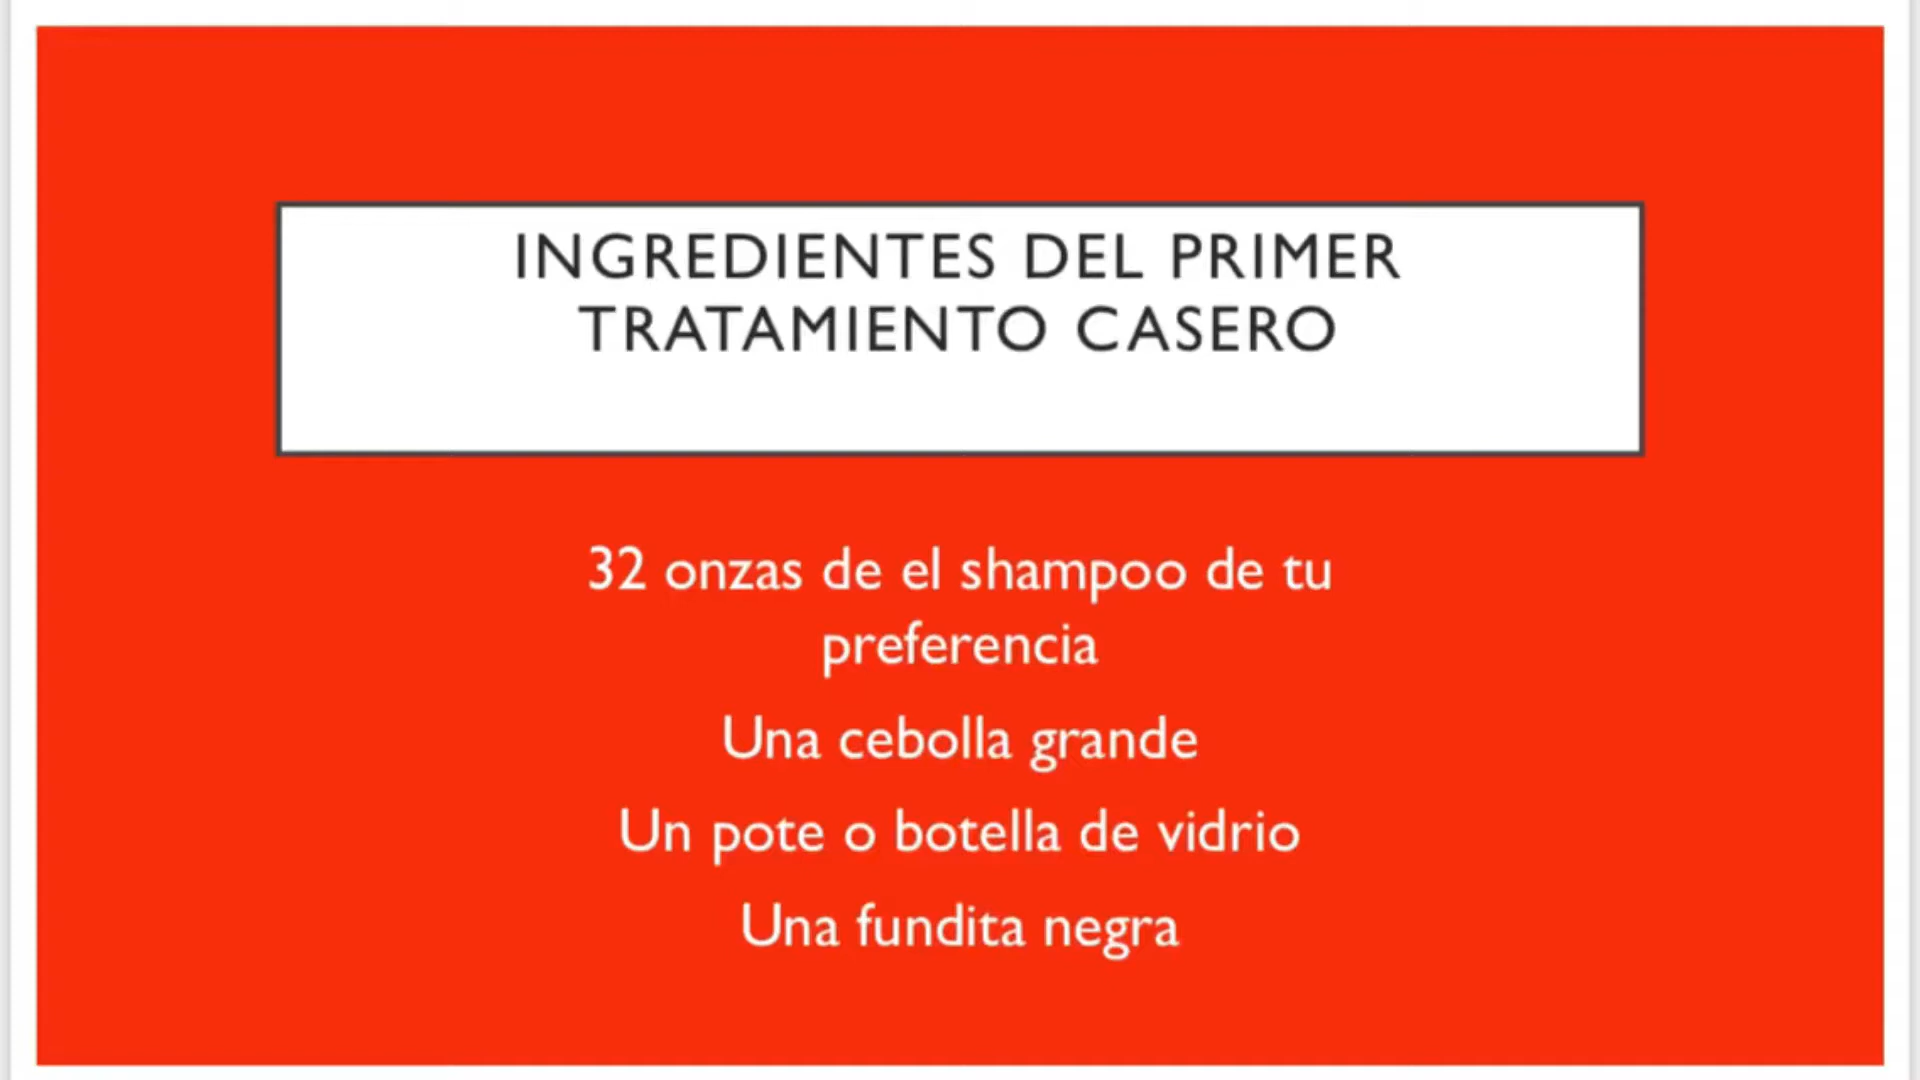 INGREDIENTES DEL PRIMER
TRATAMIENTO CASERO
32 onzas de el shampoo de tu
preferencia
Una cebolla grande
Un pote o botella de vidrio
Una fundita negra